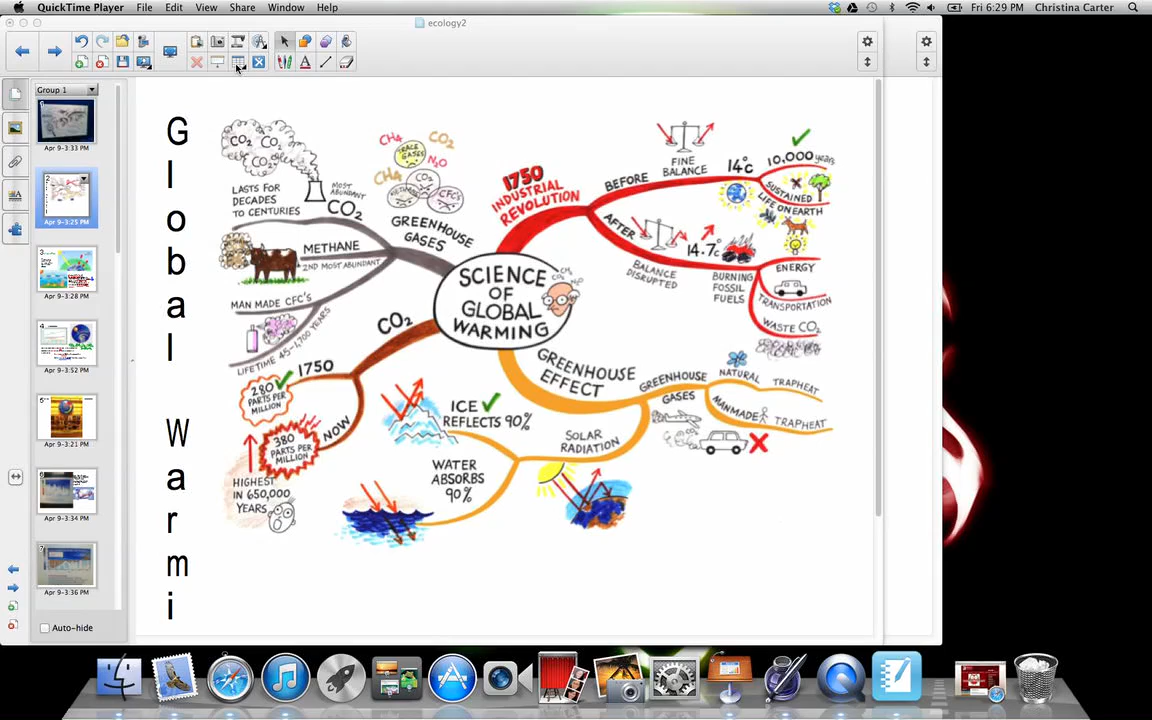 QuickTime Player File Edit View Share Window Help
Fri 6:29 PM Christina Carter
ecology2
Group 1
Apr 9-3:33 PM
Apr 9-3:25 PM
Apr 9-3:28 PM
Apr 9-3:52 PM
Apr 9-3:21 PM
Apr 9-3:34 PM
Apr 9-3:36 PM
Auto-hide
G
l
o
b
a
l
W
a
r
m
i
SCIENCE
OF
GLOBAL
WARMING
1750
INDUSTRIAL
REVOLUTION
BEFORE
FINE
BALANCE
14°C
10,000 years
SUSTAINED
LIFE ON EARTH
AFTER
BALANCE
DISRUPTED
14.7°C
BURNING
FOSSIL
FUELS
ENERGY
TRANSPORTATION
WASTE CO2
GREENHOUSE
EFFECT
GREENHOUSE
GASES
NATURAL
TRAPHEAT
MANMADE
TRAPHEAT
SOLAR
RADIATION
ICE
REFLECTS 90%
WATER
ABSORBS
90%
CO2
1750
280
PARTS PER
MILLION
NOW
380
PARTS PER
MILLION
HIGHEST
IN 650,000
YEARS
GREENHOUSE
GASES
CO2 CO2
CO2
LASTS FOR
DECADES
TO CENTURIES
MOST
ABUNDANT
CO2
METHANE
2ND MOST ABUNDANT
MAN MADE CFC'S
LIFETIME 45-1,700 YEARS
CH4
CO2
TRACE
GASES
N2O
CH4
CO2
METHANE
CFCs